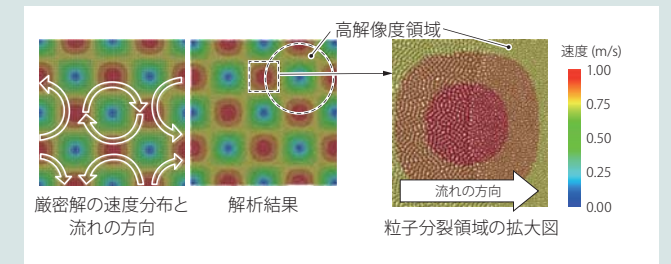 高解像度領域
速度 (m/s)
1.00
0.75
0.50
0.25
0.00
流れの方向
厳密解の速度分布と
流れの方向
解析結果
粒子分裂領域の拡大図